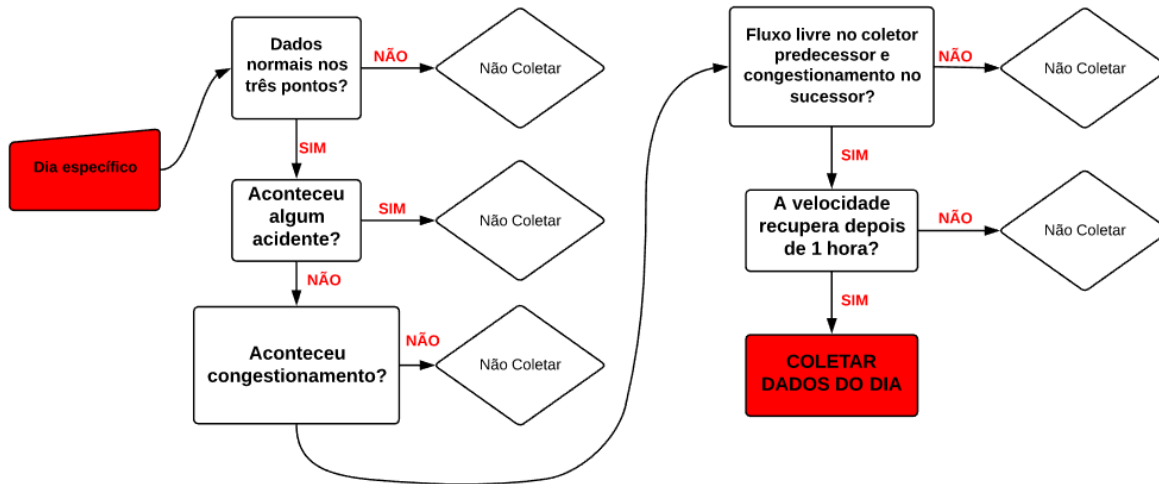 Dia específico
Dados
normais nos
três pontos?
NÃO
Não Coletar
SIM
Aconteceu
algum
acidente?
SIM
Não Coletar
NÃO
Aconteceu
congestionamento?
NÃO
Não Coletar
Fluxo livre no coletor
predecessor e
congestionamento no
sucessor?
NÃO
Não Coletar
SIM
A velocidade
recupera depois
de 1 hora?
NÃO
Não Coletar
SIM
COLETAR
DADOS DO DIA